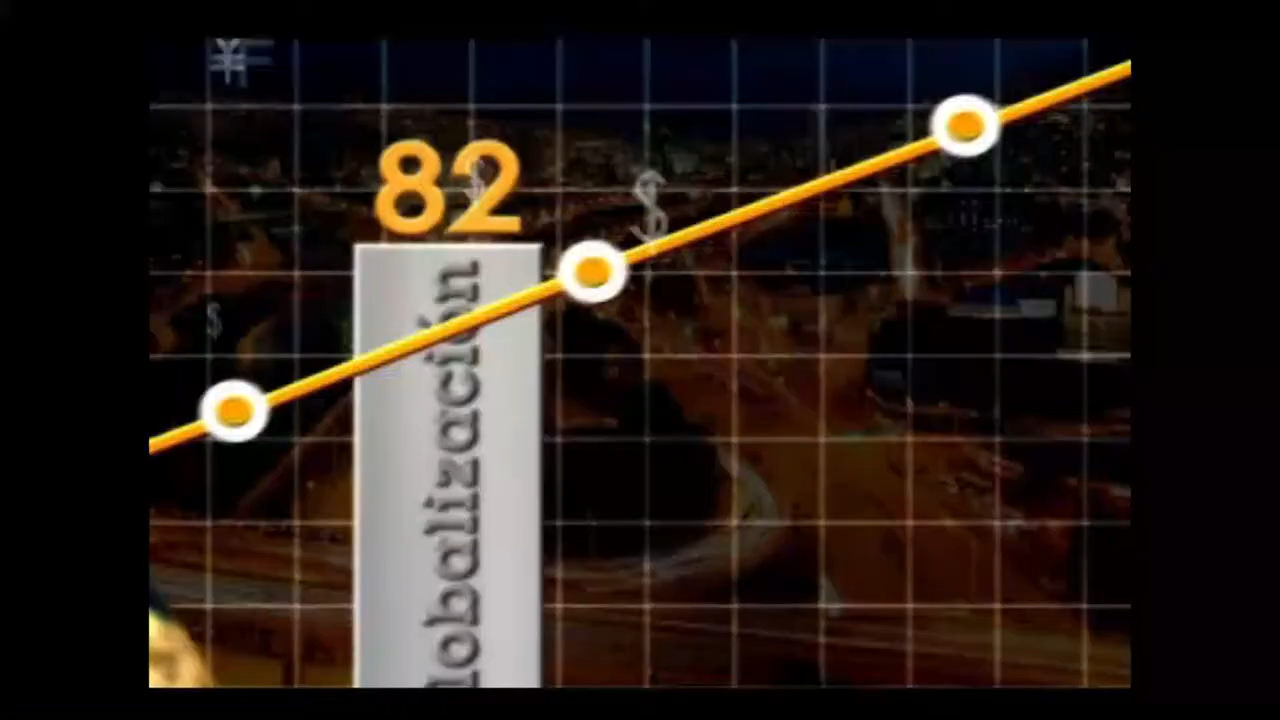 ¥
82
$
$
lobalización